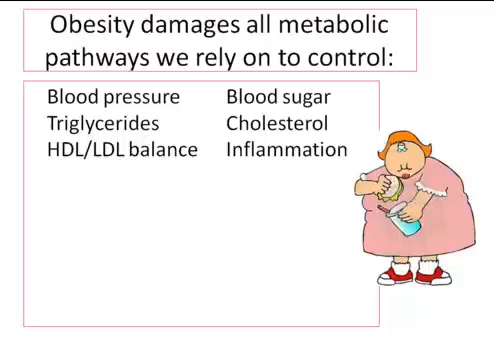 Obesity damages all metabolic
pathways we rely on to control:
Blood pressure Blood sugar
Triglycerides Cholesterol
HDL/LDL balance Inflammation